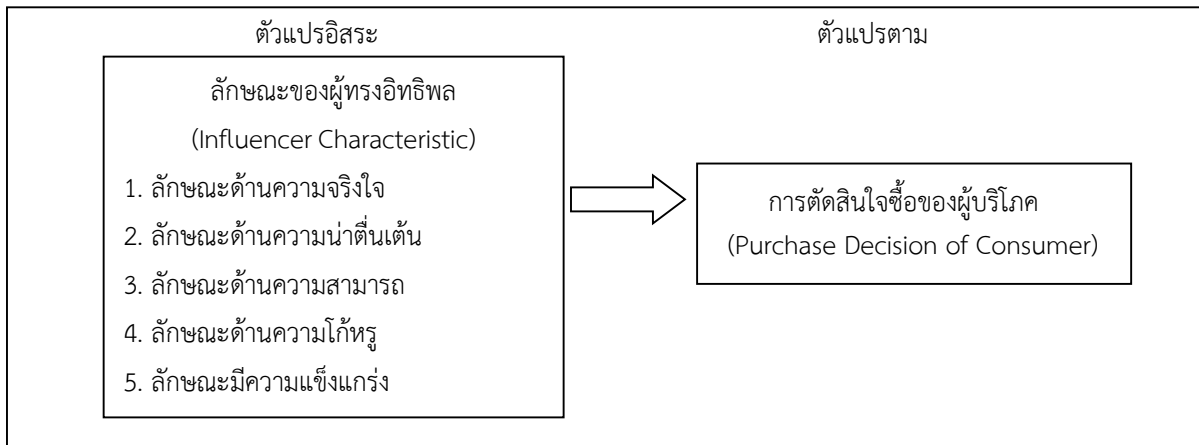 ตัวแปรอิสระ
ตัวแปรตาม
ลักษณะของผู้ทรงอิทธิพล
(Influencer Characteristic)
1. ลักษณะด้านความจริงใจ
2. ลักษณะด้านความน่าตื่นเต้น
3. ลักษณะด้านความสามารถ
4. ลักษณะด้านความโก้หรู
5. ลักษณะมีความแข็งแกร่ง
การตัดสินใจซื้อของผู้บริโภค
(Purchase Decision of Consumer)